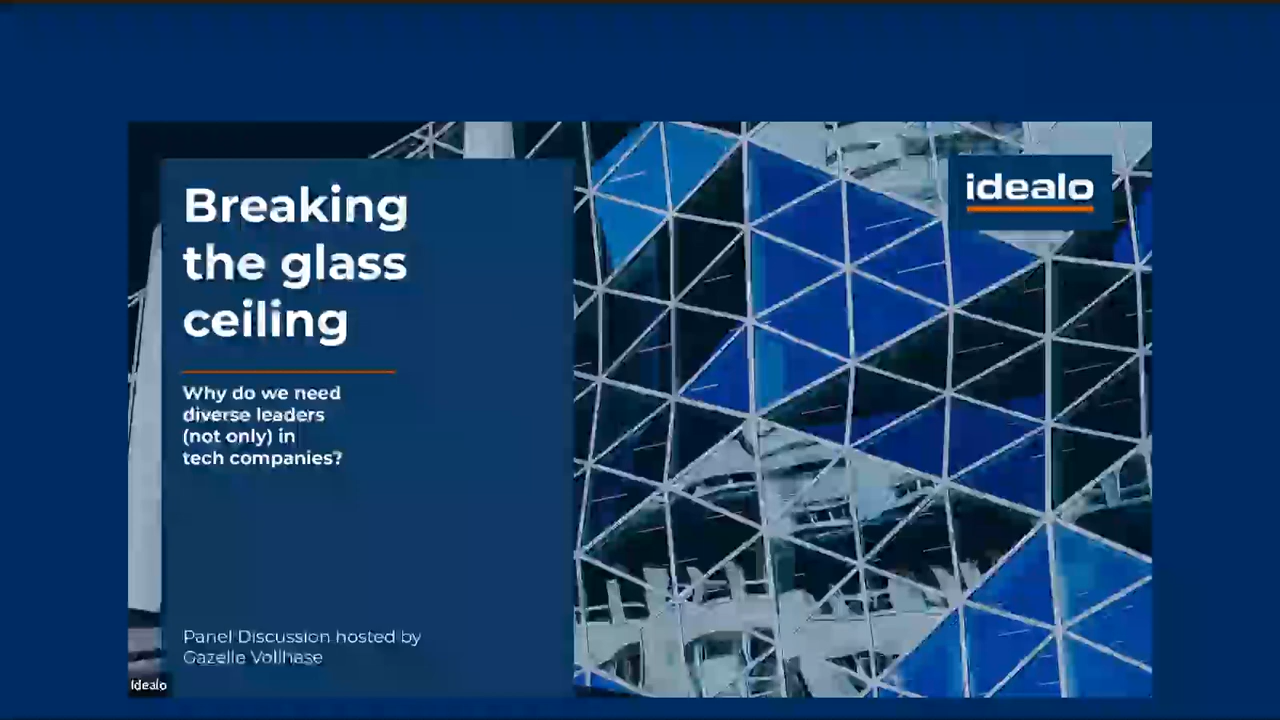 idealo
Breaking
the glass
ceiling
Why do we need
diverse leaders
(not only) in
tech companies?
Panel Discussion hosted by
Gazelle Vollhase
Idealo